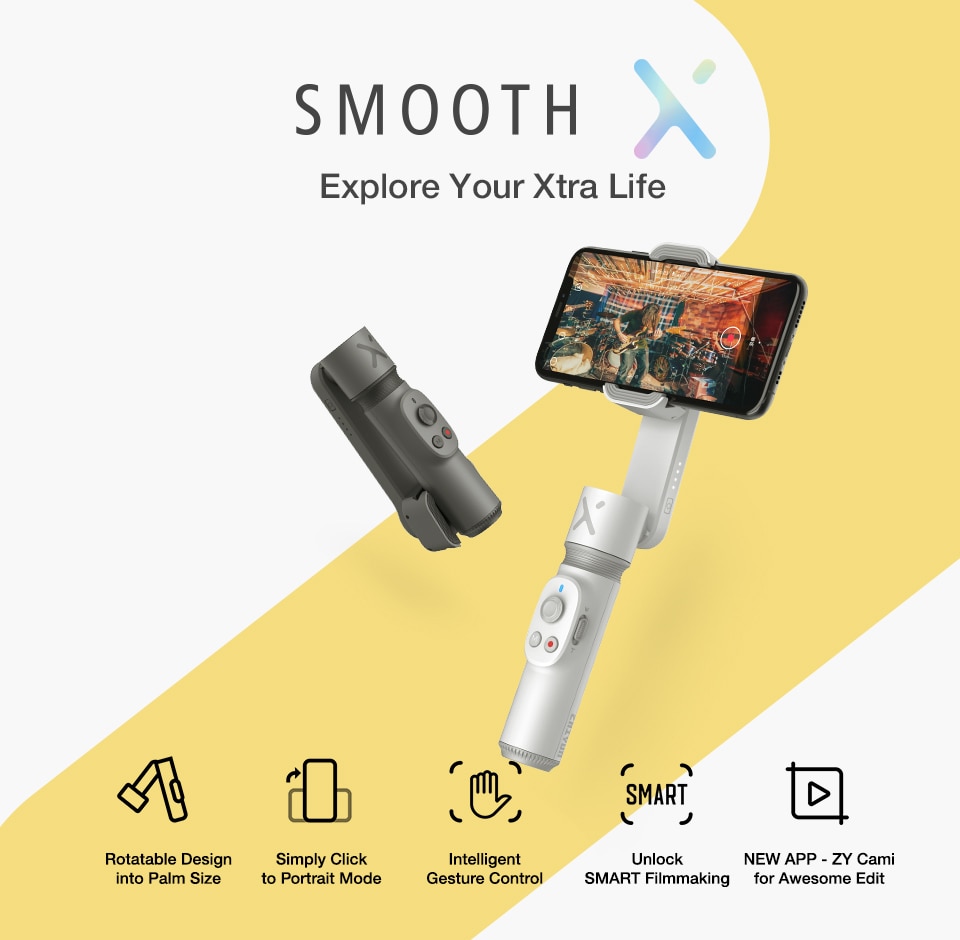 SMOOTH X
Explore Your Xtra Life
ZHIYUN
SMART
Rotatable Design
into Palm Size
Simply Click
to Portrait Mode
Intelligent
Gesture Control
Unlock
SMART Filmmaking
NEW APP - ZY Cami
for Awesome Edit